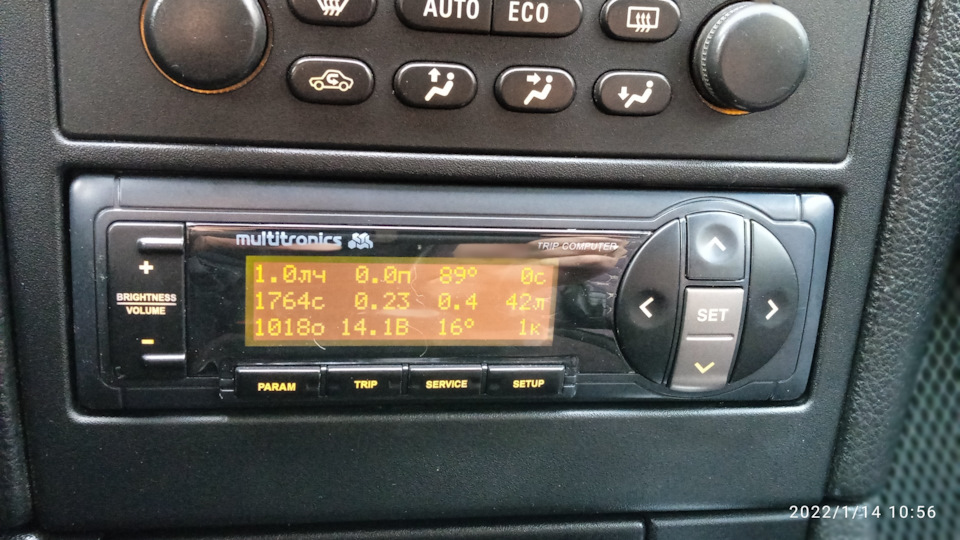 AUTO ECO
multitronics
TRIP COMPUTER
1.0лч 0.0п 89° 0с
1764с 0.23 0.4 42л
1018о 14.1В 16° 1к
+
BRIGHTNESS
VOLUME
-
SET
PARAM TRIP SERVICE SETUP
2022/1/14 10:56